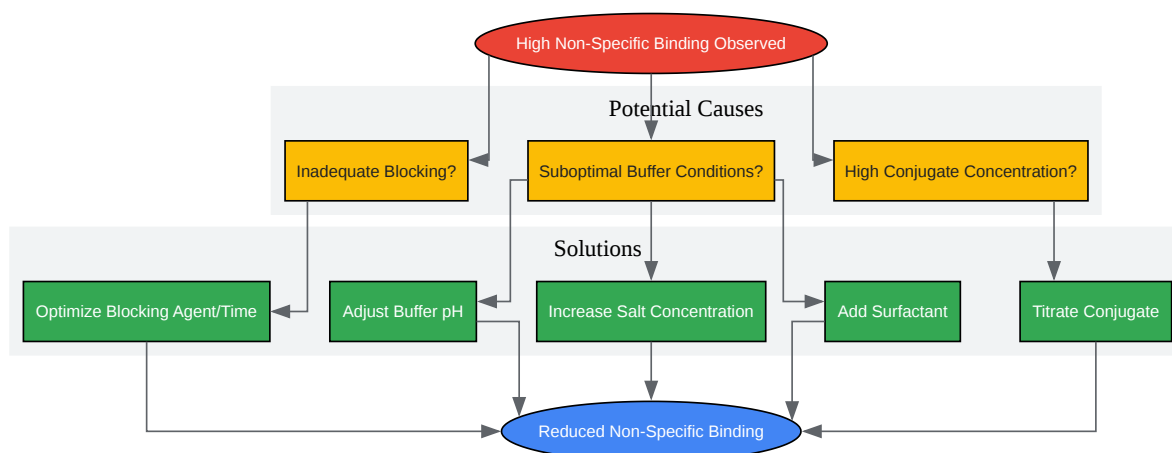 High Non-Specific Binding Observed
Potential Causes
Inadequate Blocking?
Suboptimal Buffer Conditions?
High Conjugate Concentration?
Solutions
Optimize Blocking Agent/Time
Adjust Buffer pH
Increase Salt Concentration
Add Surfactant
Titrate Conjugate
Reduced Non-Specific Binding